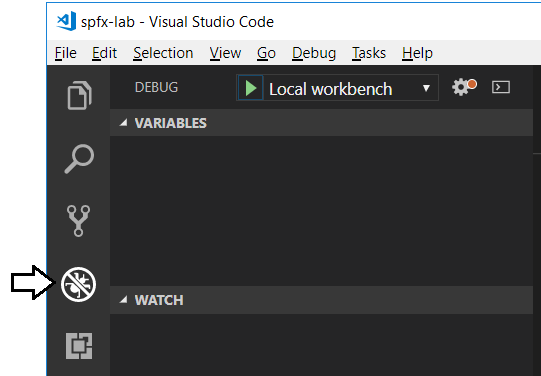 spfx-lab - Visual Studio Code
File Edit Selection View Go Debug Tasks Help
DEBUG Local workbench
VARIABLES
WATCH